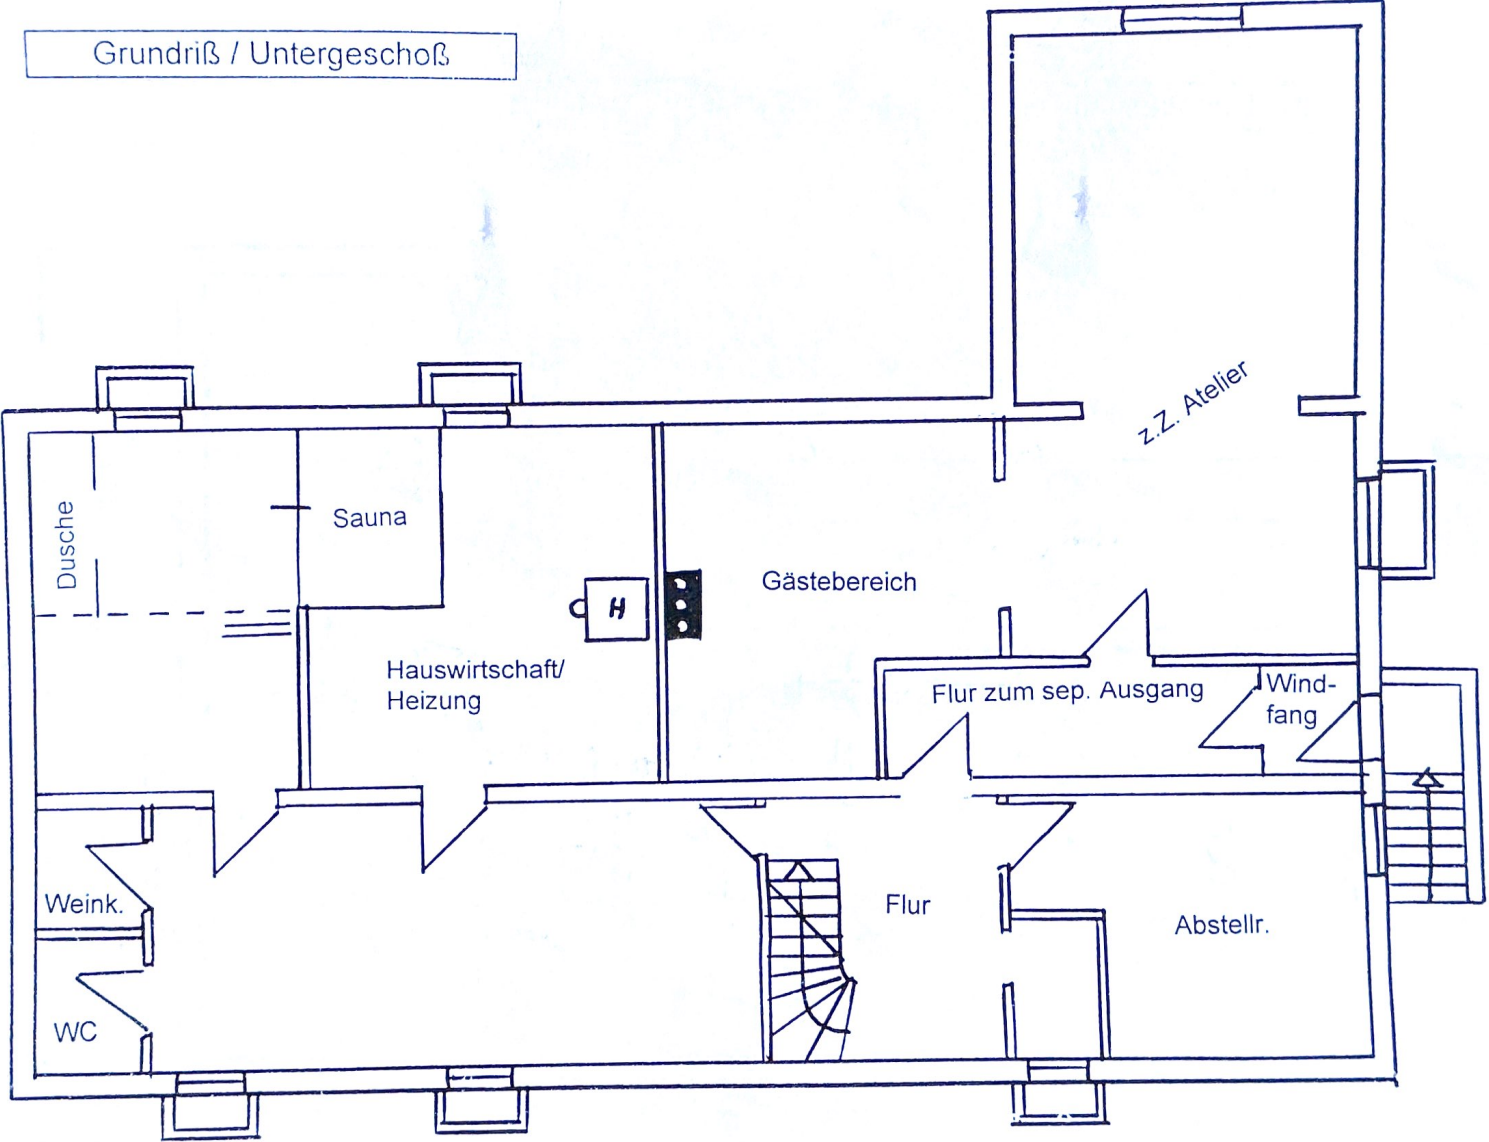 Grundriß / Untergeschoß
z.Z. Atelier
Dusche
Sauna
Gästebereich
H
Hauswirtschaft/
Heizung
Flur zum sep. Ausgang
Wind-
fang
Weink.
Flur
Abstellr.
WC